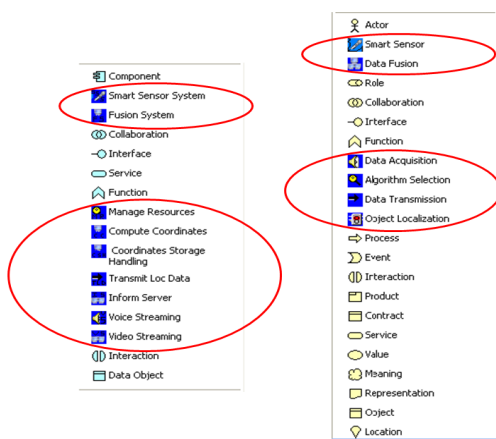 Component
Smart Sensor System
Fusion System
Collaboration
Interface
Service
Function
Manage Resources
Compute Coordinates
Coordinates Storage
Handling
Transmit Loc Data
Inform Server
Voice Streaming
Video Streaming
Interaction
Data Object
Actor
Smart Sensor
Data Fusion
Role
Collaboration
Interface
Function
Data Acquisition
Algorithm Selection
Data Transmission
Object Localization
Process
Event
Interaction
Product
Contract
Service
Value
Meaning
Representation
Object
Location